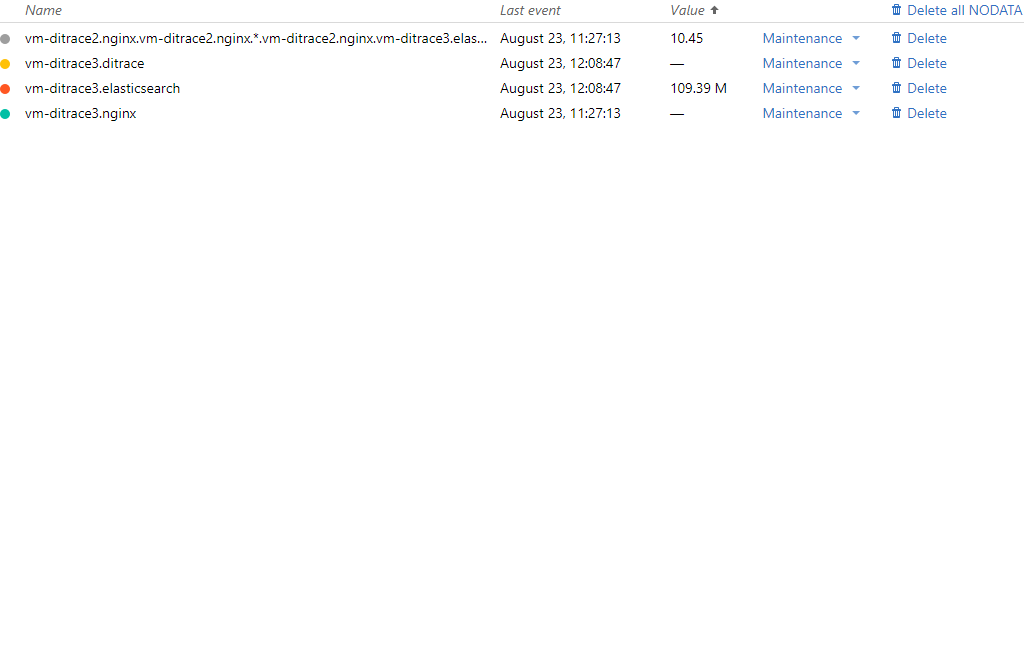 Name Last event Value Delete all NODATA
vm-ditrace2.nginx.vm-ditrace2.nginx.*.vm-ditrace2.nginx.vm-ditrace3.elas... August 23, 11:27:13 10.45 Maintenance Delete
vm-ditrace3.ditrace August 23, 12:08:47 — Maintenance Delete
vm-ditrace3.elasticsearch August 23, 12:08:47 109.39 M Maintenance Delete
vm-ditrace3.nginx August 23, 11:27:13 — Maintenance Delete